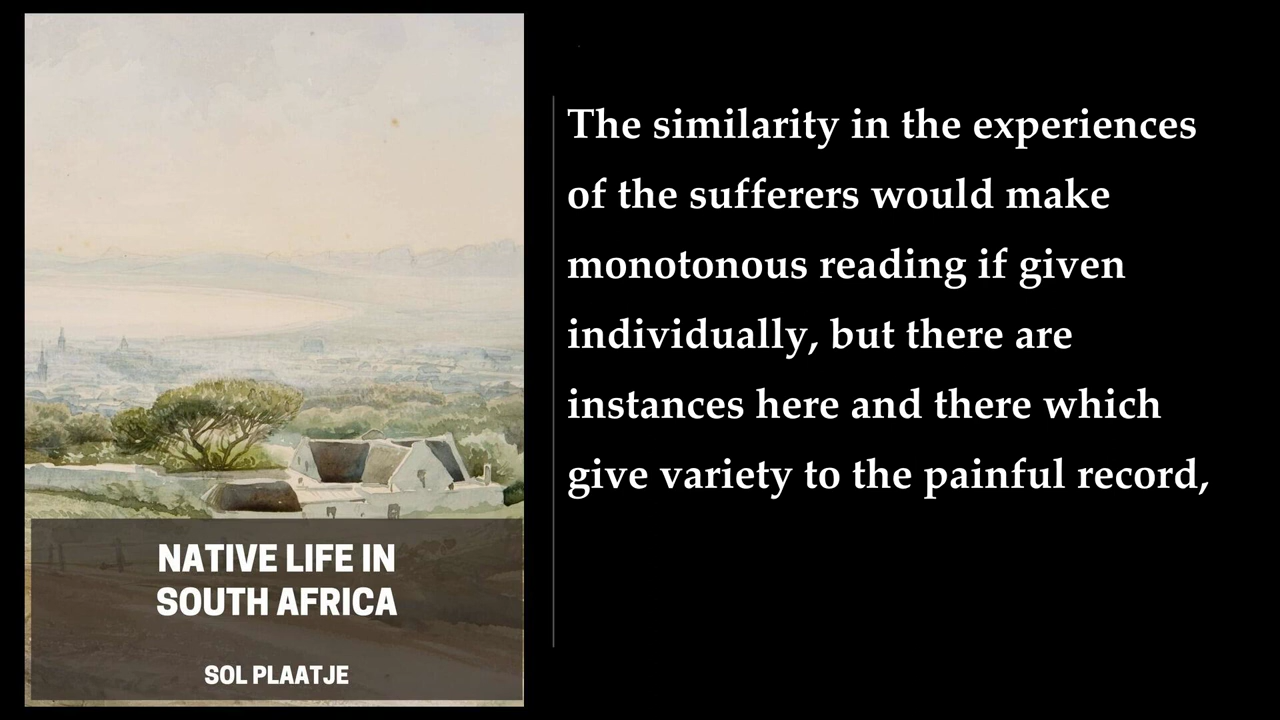 NATIVE LIFE IN
SOUTH AFRICA
SOL PLAATJE
The similarity in the experiences
of the sufferers would make
monotonous reading if given
individually, but there are
instances here and there which
give variety to the painful record,